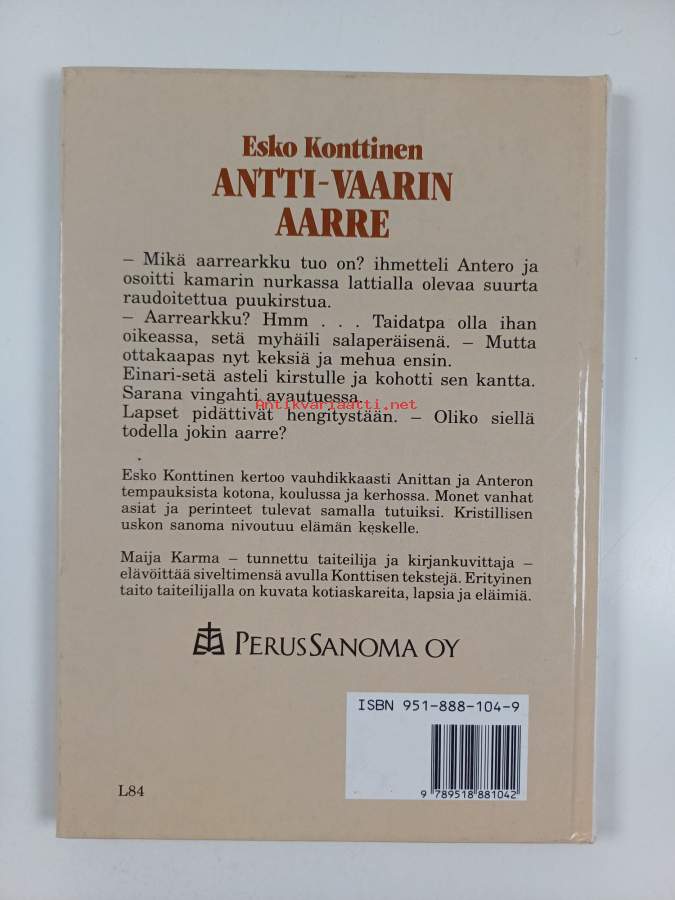 Esko Konttinen
ANTTI-VAARIN
AARRE
– Mikä aarrearkku tuo on? ihmetteli Antero ja
osoitti kamarin nurkassa lattialla olevaa suurta
raudoitettua puukirstua.
– Aarrearkku? Hmm . . . Taidatpa olla ihan
oikeassa, setä myhäili salaperäisenä. – Mutta
ottakaapas nyt keksiä ja mehua ensin.
Einari-setä asteli kirstulle ja kohotti sen kantta.
Sarana vingahti avautuessa.
Antikvariaatti.net
Lapset pidättivät hengitystään. – Oliko siellä
todella jokin aarre?
Esko Konttinen kertoo vauhdikkaasti Anittan ja Anteron
tempauksista kotona, koulussa ja kerhossa. Monet vanhat
asiat ja perinteet tulevat samalla tutuiksi. Kristillisen
uskon sanoma nivoutuu elämän keskelle.
Maija Karma – tunnettu taiteilija ja kirjankuvittaja –
elävöittää siveltimensä avulla Konttisen tekstejä. Erityinen
taito taiteilijalla on kuvata kotiaskareita, lapsia ja eläimiä.
PERUSSANOMA OY
ISBN 951-888-104-9
9 789518 881042
L84